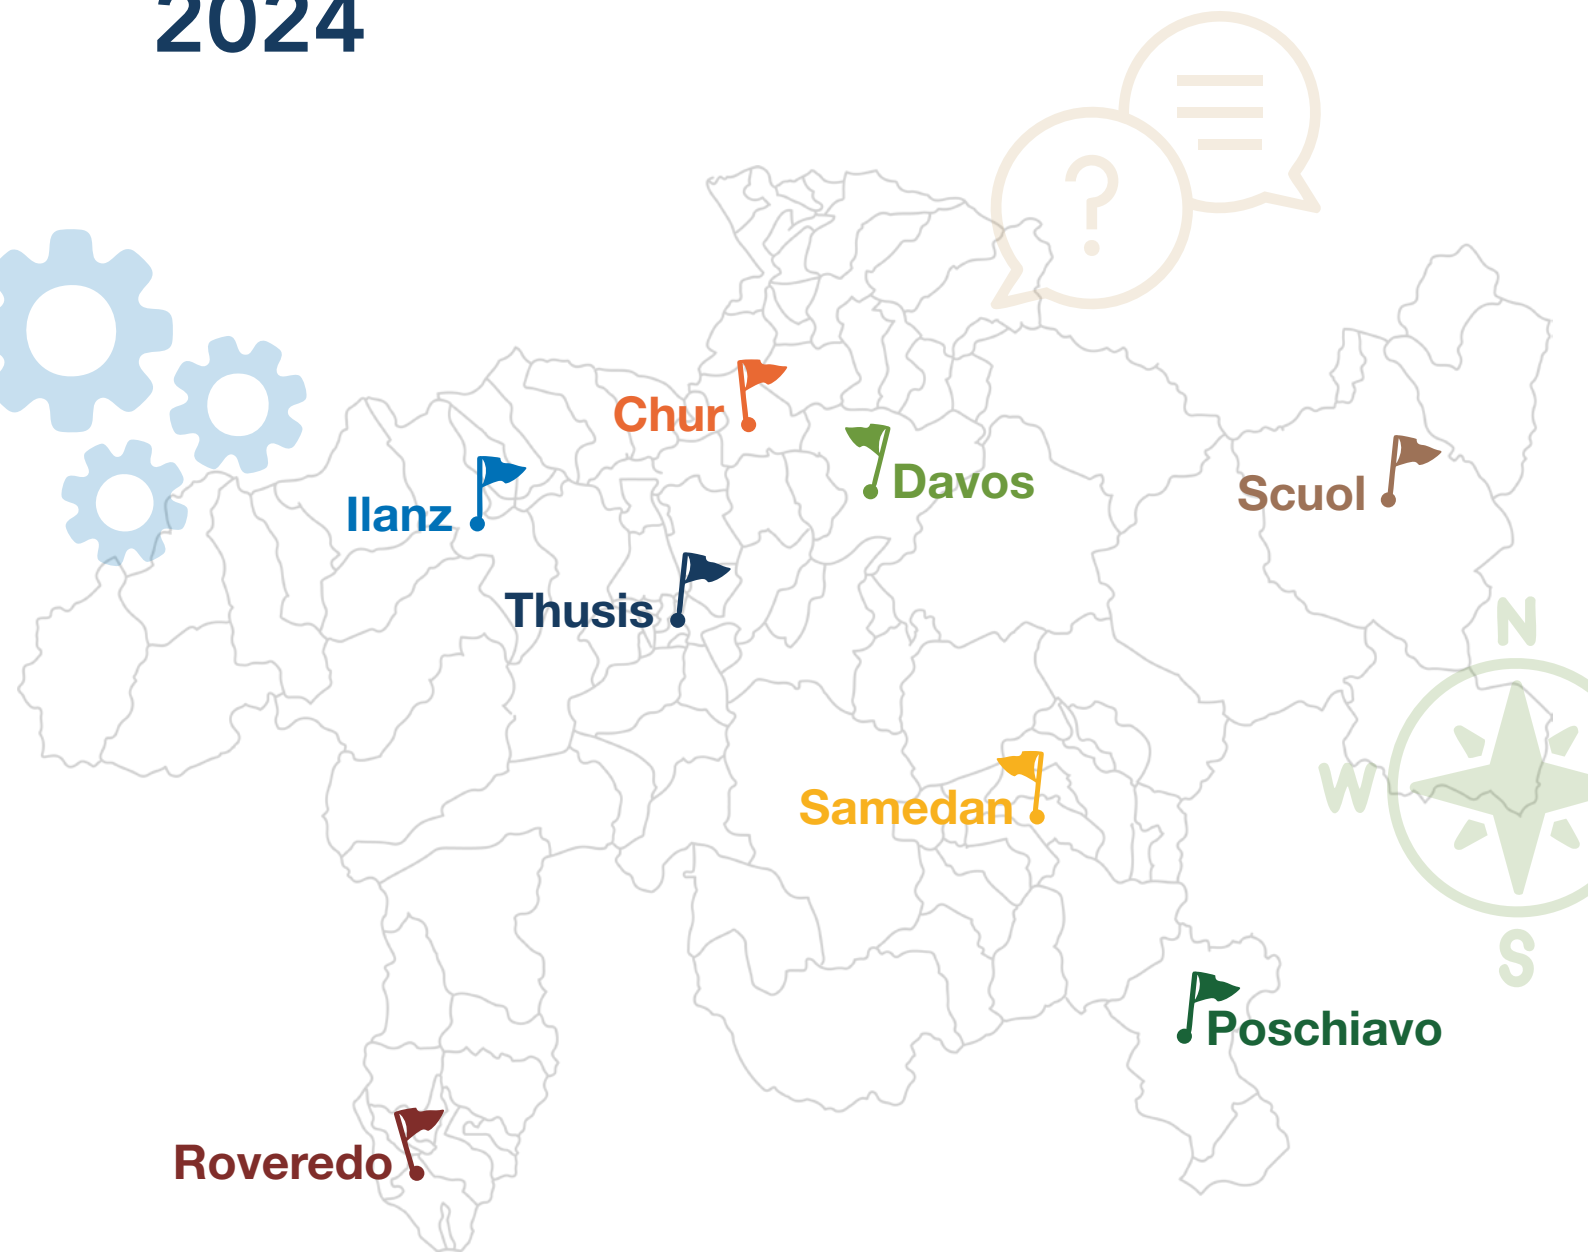 2024
?
Chur
Davos
Scuol
Ilanz
Thusis
N
W
Samedan
S
Poschiavo
Roveredo